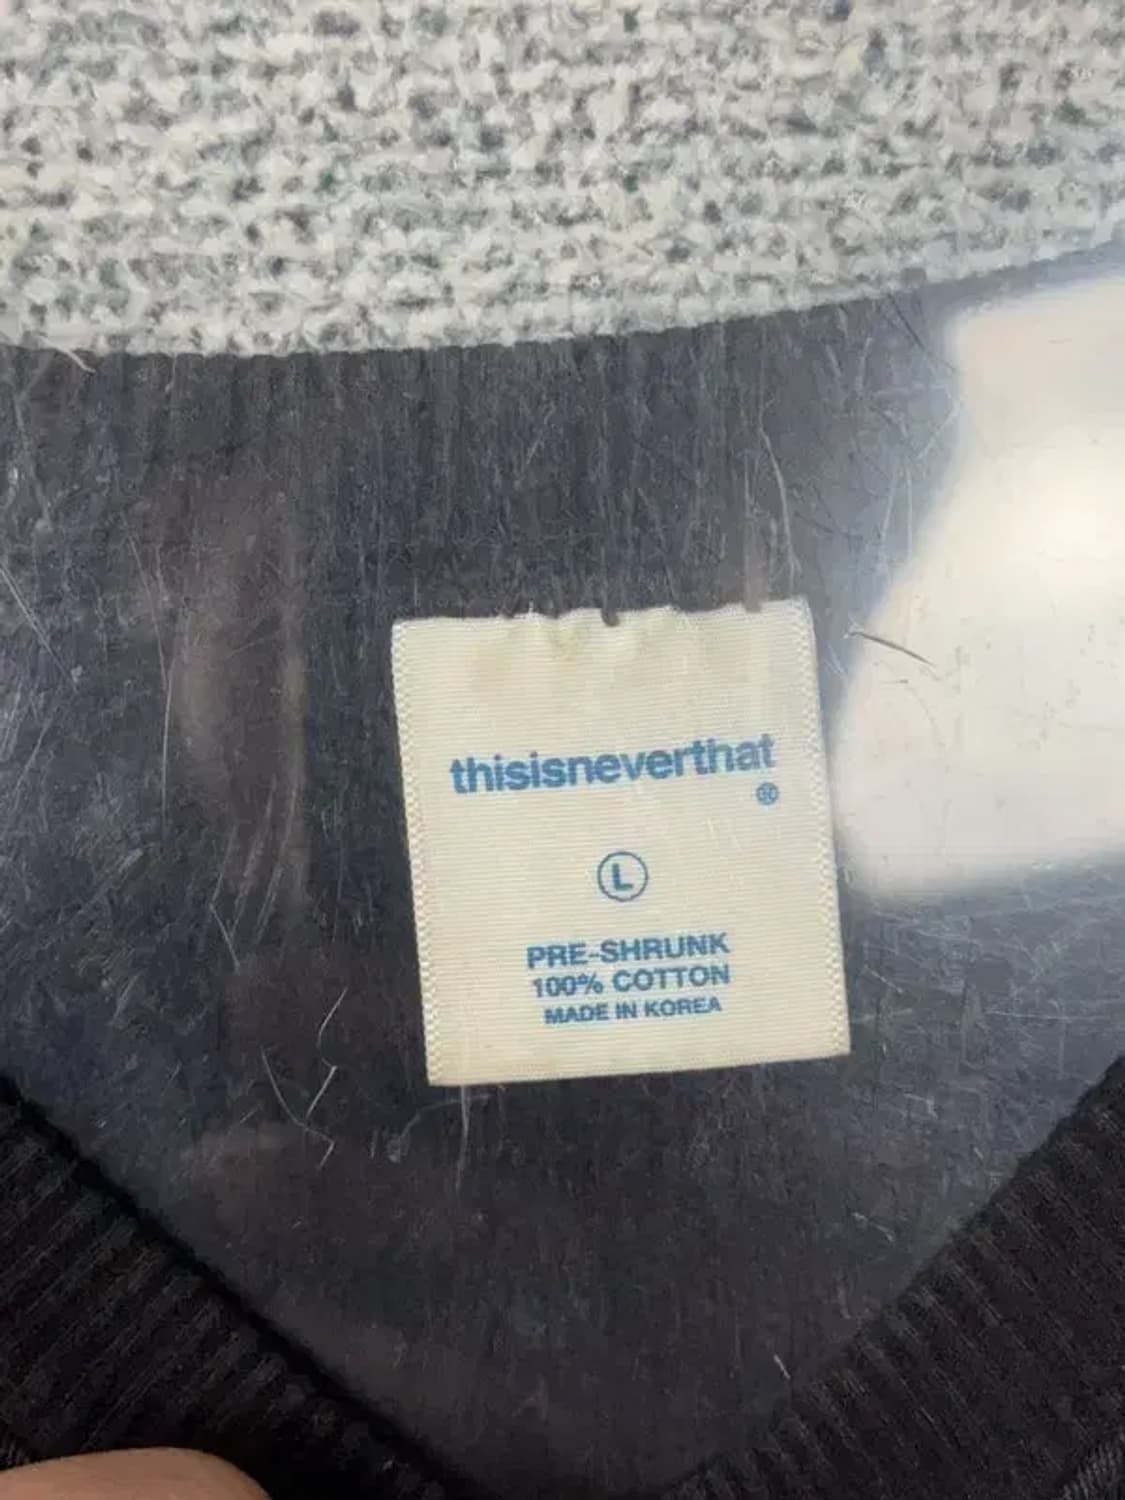 thisisneverthat
®
L
PRE-SHRUNK
100% COTTON
MADE IN KOREA